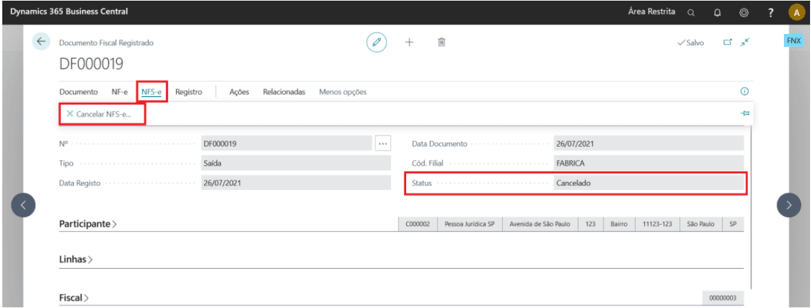 Dynamics 365 Business Central
Área Restrita
?
A
Documento Fiscal Registrado
Salvo
FNX
DF000019
Documento NF-e NFS-e Registro Ações Relacionadas Menos opções
Cancelar NFS-e...
Nº DF000019 ...
Data Documento 26/07/2021
Tipo Saída
Cód. Filial FABRICA
Data Registo 26/07/2021
Status Cancelado
Participante
C000002 Pessoa Jurídica SP Avenida de São Paulo 123 Bairro 11123-123 São Paulo SP
Linhas
Fiscal
00000003